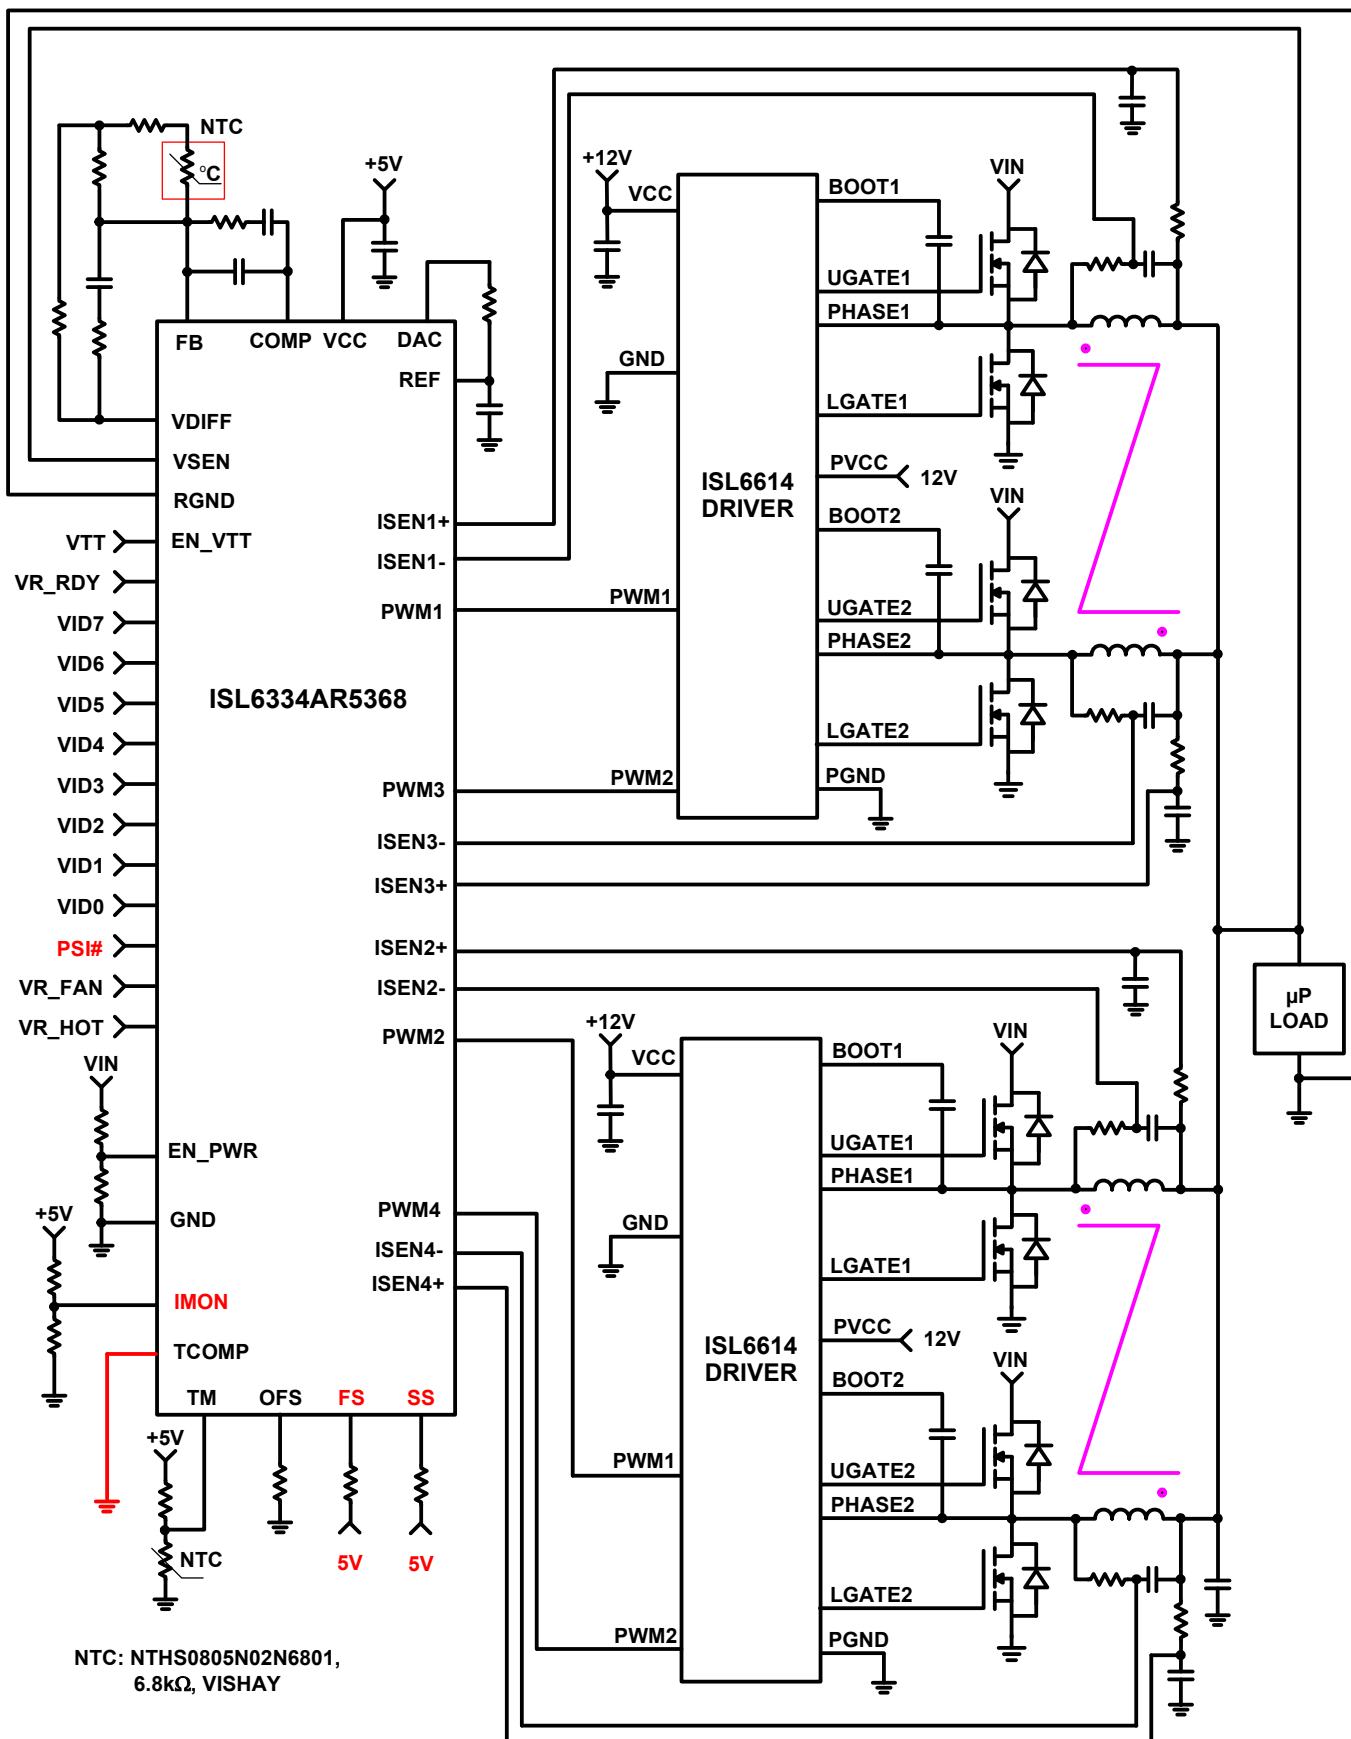 NTC
°C
+5V
FB
COMP
VCC
DAC
REF
VDIFF
VSEN
RGND
VTT
EN_VTT
VR_RDY
VID7
VID6
VID5
VID4
VID3
VID2
VID1
VID0
PSI#
VR_FAN
VR_HOT
VIN
EN_PWR
GND
+5V
IMON
TCOMP
TM
OFS
FS
SS
+5V
NTC
5V
5V
NTC: NTHS0805N02N6801,
6.8kΩ, VISHAY
ISL6334AR5368
ISEN1+
ISEN1-
PWM1
PWM3
ISEN3-
ISEN3+
ISEN2+
ISEN2-
PWM2
PWM4
ISEN4-
ISEN4+
+12V
VCC
GND
PWM1
PWM2
ISL6614
DRIVER
BOOT1
UGATE1
PHASE1
LGATE1
PVCC
12V
BOOT2
UGATE2
PHASE2
LGATE2
PGND
VIN
VIN
+12V
VCC
GND
PWM1
PWM2
ISL6614
DRIVER
BOOT1
UGATE1
PHASE1
LGATE1
PVCC
12V
BOOT2
UGATE2
PHASE2
LGATE2
PGND
VIN
VIN
µP
LOAD